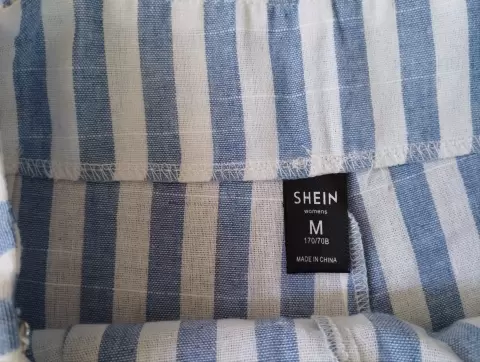 SHEIN
womens
M
170/70B
MADE IN CHINA